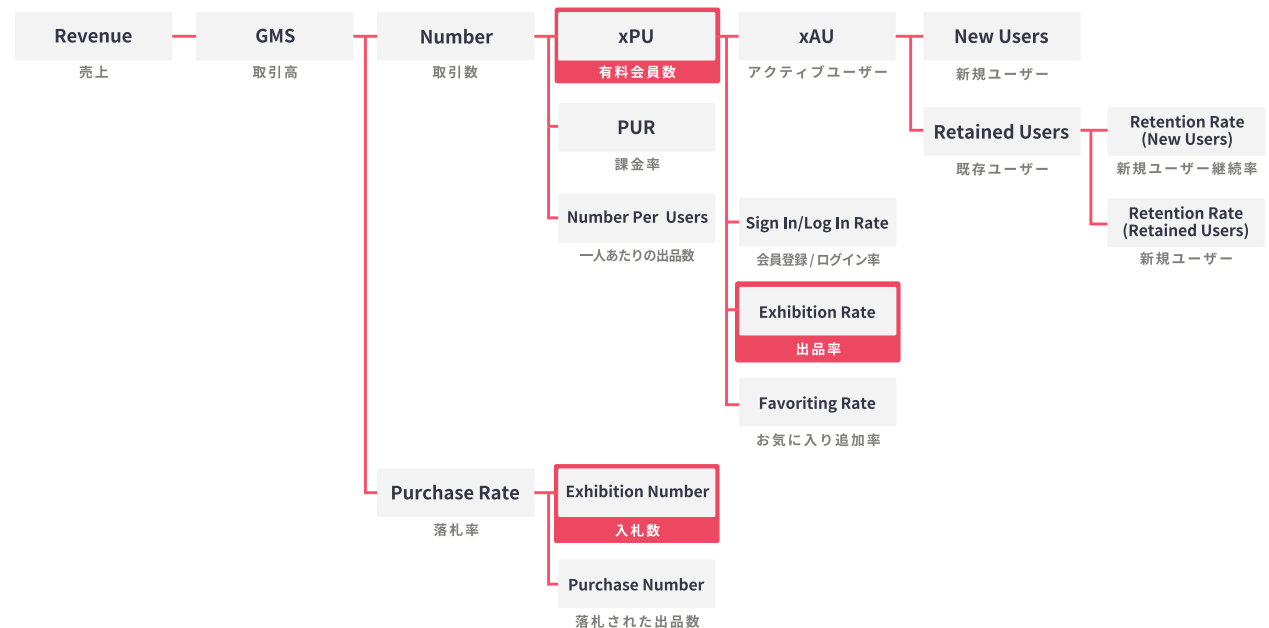 Revenue
売上
GMS
取引高
Number
取引数
xPU
有料会員数
xAU
アクティブユーザー
New Users
新規ユーザー
PUR
課金率
Retained Users
既存ユーザー
Retention Rate
(New Users)
新規ユーザー継続率
Number Per Users
一人あたりの出品数
Sign In/Log In Rate
会員登録 / ログイン率
Retention Rate
(Retained Users)
新規ユーザー
Exhibition Rate
出品率
Favoriting Rate
お気に入り追加率
Purchase Rate
落札率
Exhibition Number
入札数
Purchase Number
落札された出品数